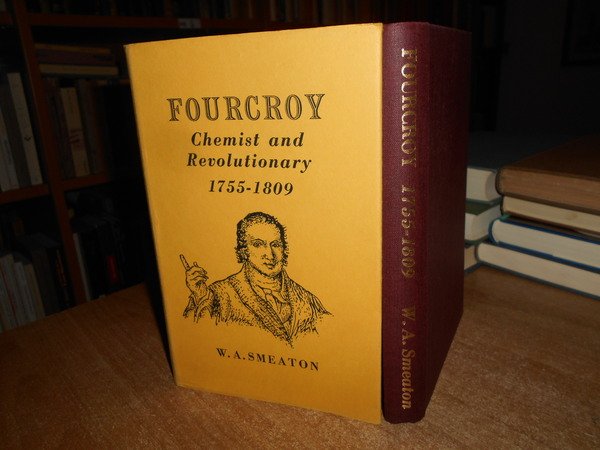 FOURCROY
Chemist and
Revolutionary
1755-1809
W. A. SMEATON
FOURCROY 1755-1809 W. A. Smeaton